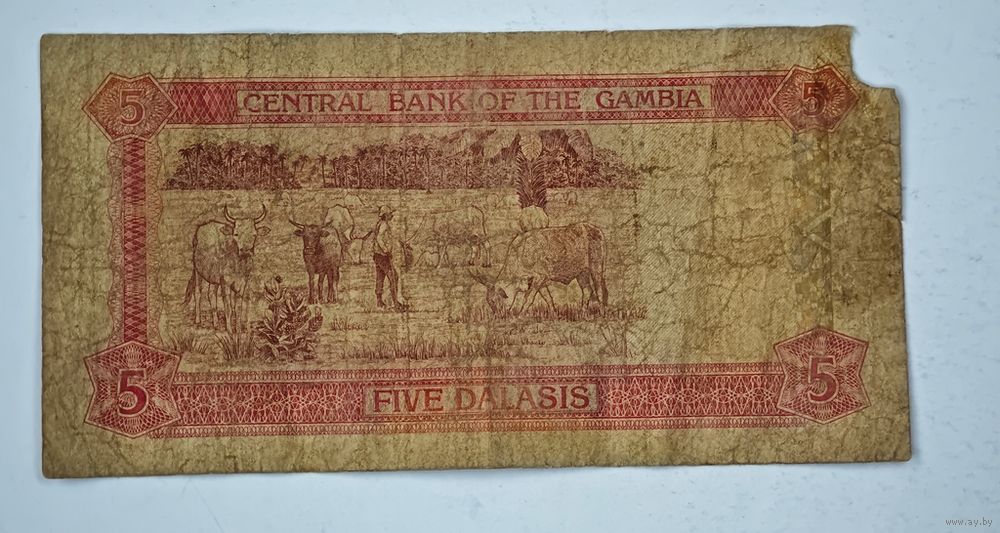 5 CENTRAL BANK OF THE GAMBIA 5
5 FIVE DALASIS 5
www.ay.by